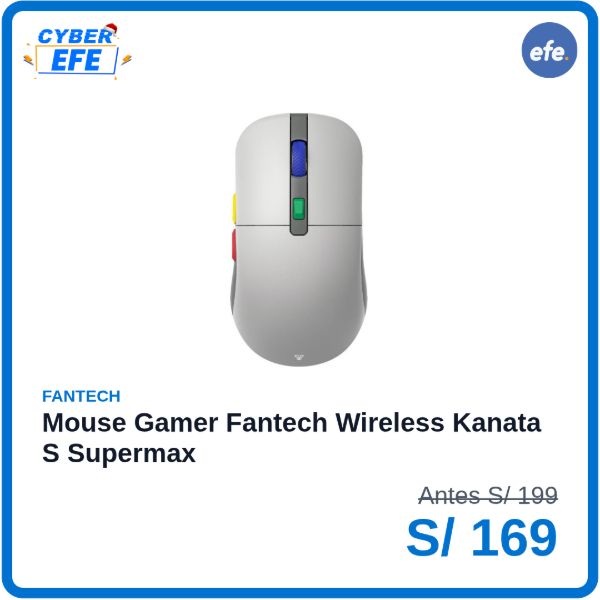 CYBER
EFE
efe.
FANTECH
Mouse Gamer Fantech Wireless Kanata
S Supermax
Antes S/ 199
S/ 169